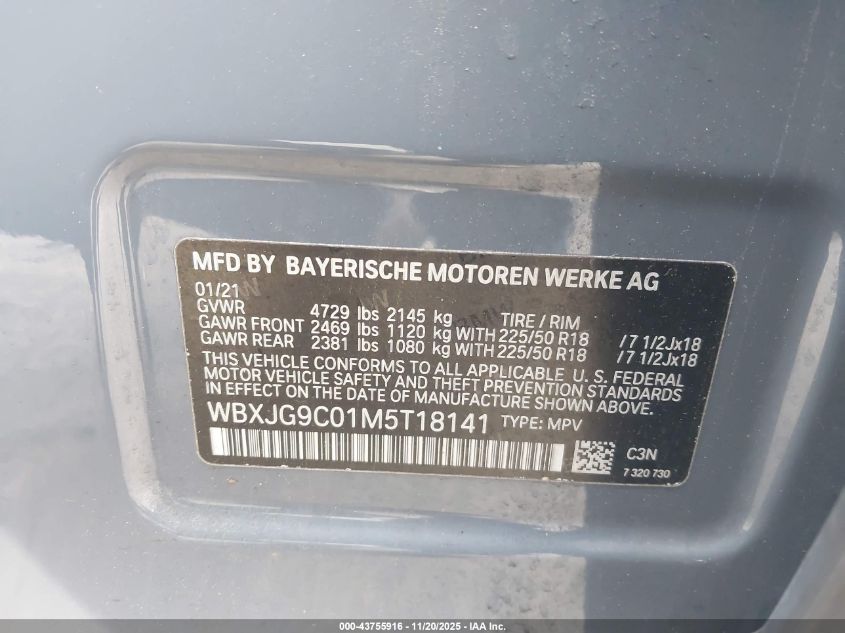 MFD BY BAYERISCHE MOTOREN WERKE AG
01/21
GVWR 4729 lbs 2145 kg TIRE / RIM
GAWR FRONT 2469 lbs 1120 kg WITH 225/50 R18 /7 1/2Jx18
GAWR REAR 2381 lbs 1080 kg WITH 225/50 R18 /7 1/2Jx18
THIS VEHICLE CONFORMS TO ALL APPLICABLE U. S. FEDERAL
MOTOR VEHICLE SAFETY AND THEFT PREVENTION STANDARDS
IN EFFECT ON THE DATE OF MANUFACTURE SHOWN ABOVE.
WBXJG9C01M5T18141 TYPE: MPV
C3N
7 320 730
000-43755916 - 11/20/2025 - IAA Inc.